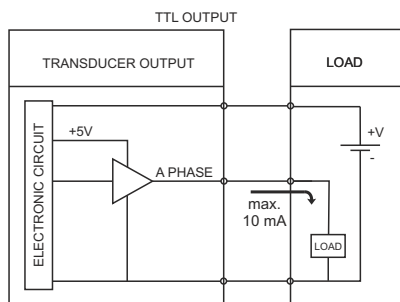 TTL OUTPUT
TRANSDUCER OUTPUT
LOAD
ELECTRONIC CIRCUIT
+5V
A PHASE
+V
-
max.
10 mA
LOAD